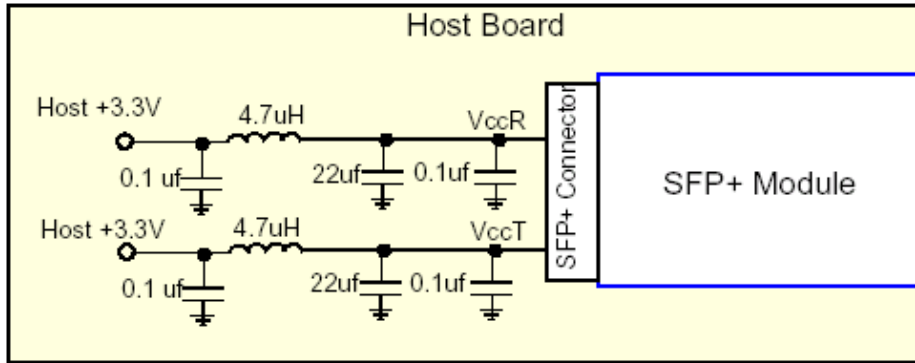 Host Board
Host +3.3V
4.7uH
VccR
0.1 uf
22uf
0.1uf
SFP+ Connector
SFP+ Module
Host +3.3V
4.7uH
VccT
0.1 uf
22uf
0.1uf